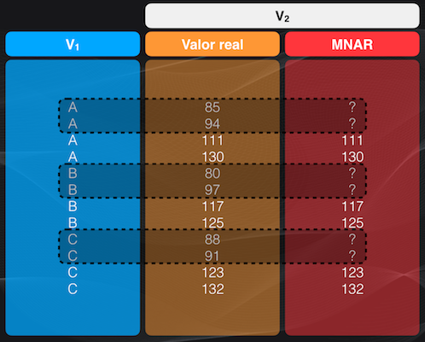 V₂
V₁ Valor real MNAR
A 85 ?
A 94 ?
A 111 111
A 130 130
B 80 ?
B 97 ?
B 117 117
B 125 125
C 88 ?
C 91 ?
C 123 123
C 132 132